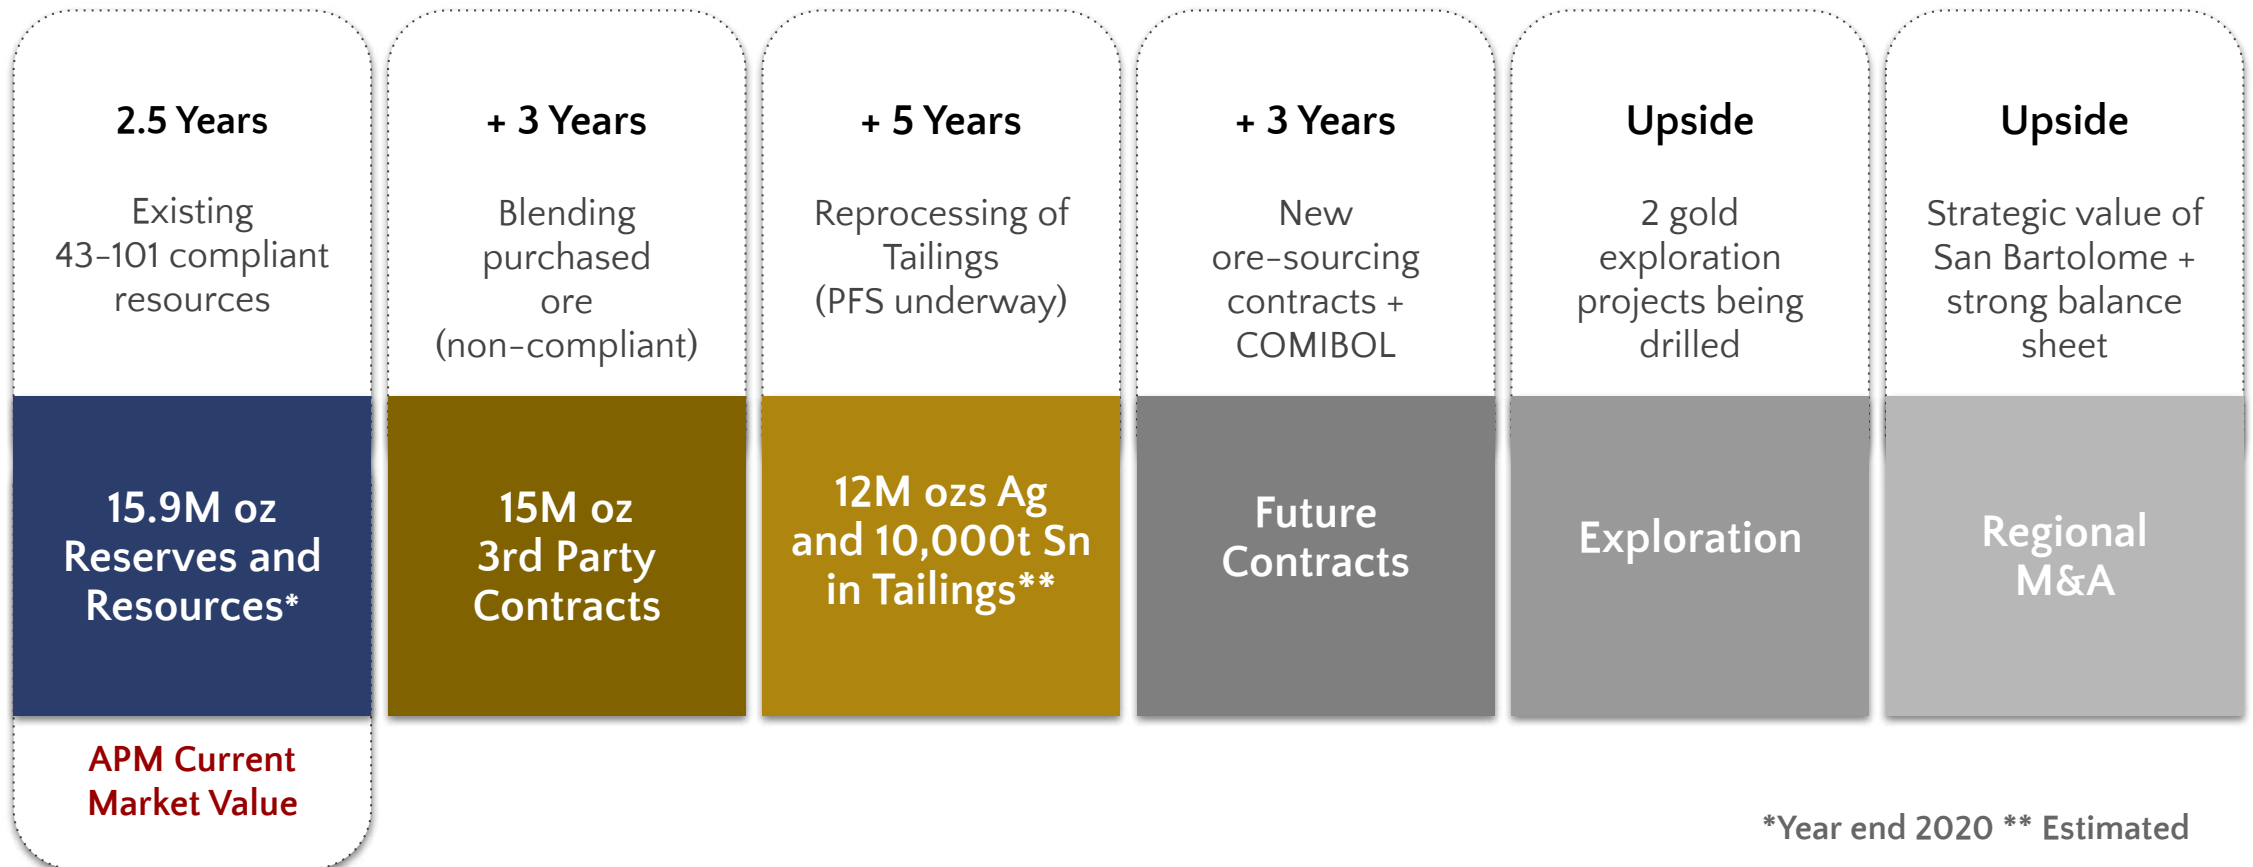 2.5 Years
Existing
43-101 compliant
resources
15.9M oz
Reserves and
Resources*
APM Current
Market Value
+ 3 Years
Blending
purchased
ore
(non-compliant)
15M oz
3rd Party
Contracts
+ 5 Years
Reprocessing of
Tailings
(PFS underway)
12M ozs Ag
and 10,000t Sn
in Tailings**
+ 3 Years
New
ore-sourcing
contracts +
COMIBOL
Future
Contracts
Upside
2 gold
exploration
projects being
drilled
Exploration
Upside
Strategic value of
San Bartolome +
strong balance
sheet
Regional
M&A
*Year end 2020 ** Estimated